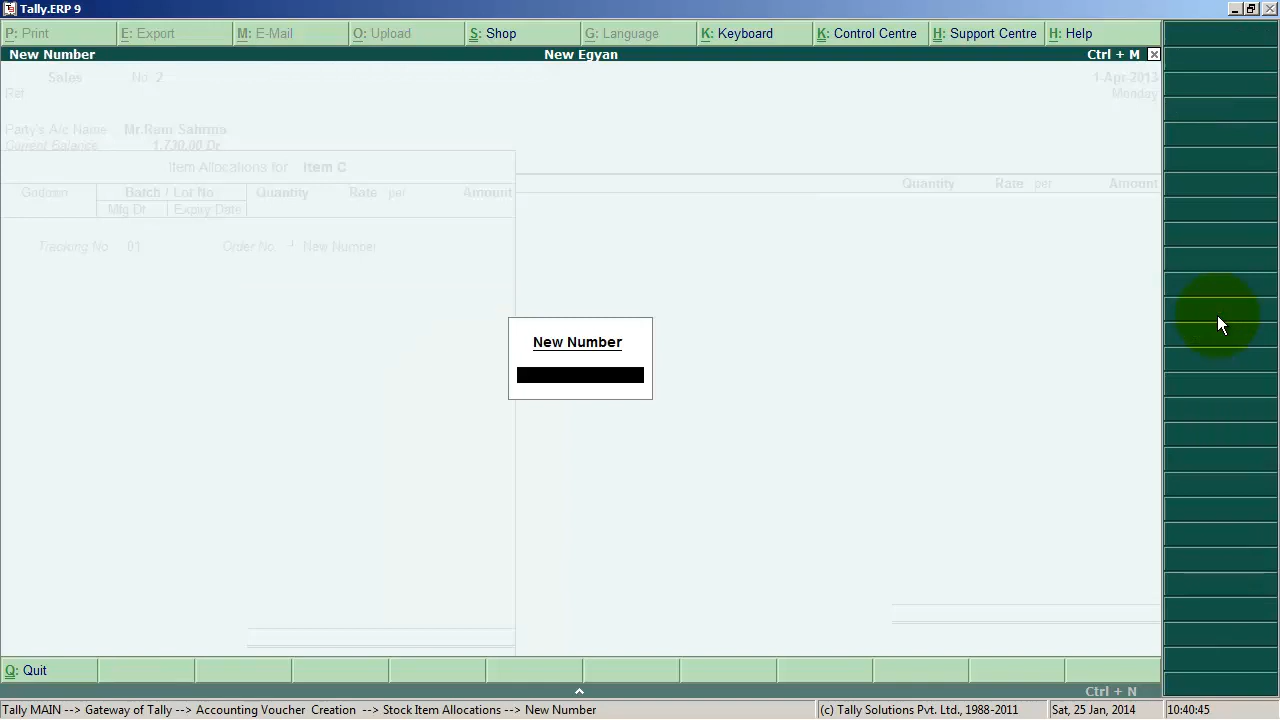 Tally.ERP 9
P: Print E: Export M: E-Mail O: Upload S: Shop G: Language K: Keyboard K: Control Centre H: Support Centre H: Help
New Number New Egyan Ctrl + M
Sales No. 2 1-Apr-2013
Ref Monday
Party's A/c Name Mr.Ram Sahrma
Current Balance 1,730.00 Dr
Item Allocations for Item C
Quantity Rate per Amount
Godown Batch / Lot No. Quantity Rate per Amount
Mfg Dt. Expiry Date
Tracking No. 01 Order No. New Number
New Number
Q: Quit
Ctrl + N
Tally MAIN --> Gateway of Tally --> Accounting Voucher Creation --> Stock Item Allocations --> New Number (c) Tally Solutions Pvt. Ltd., 1988-2011 Sat, 25 Jan, 2014 10:40:45